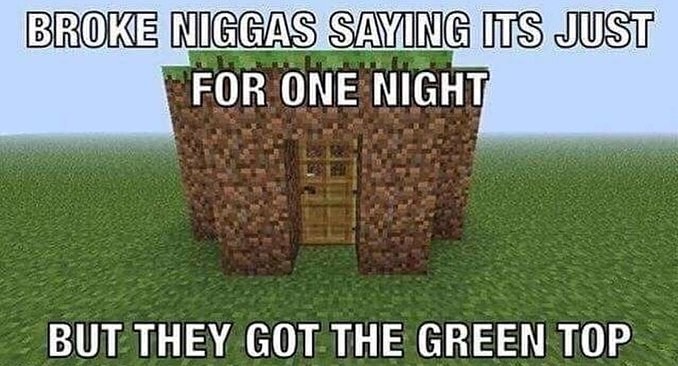 BROKE NIGGAS SAYING ITS JUST
FOR ONE NIGHT
BUT THEY GOT THE GREEN TOP